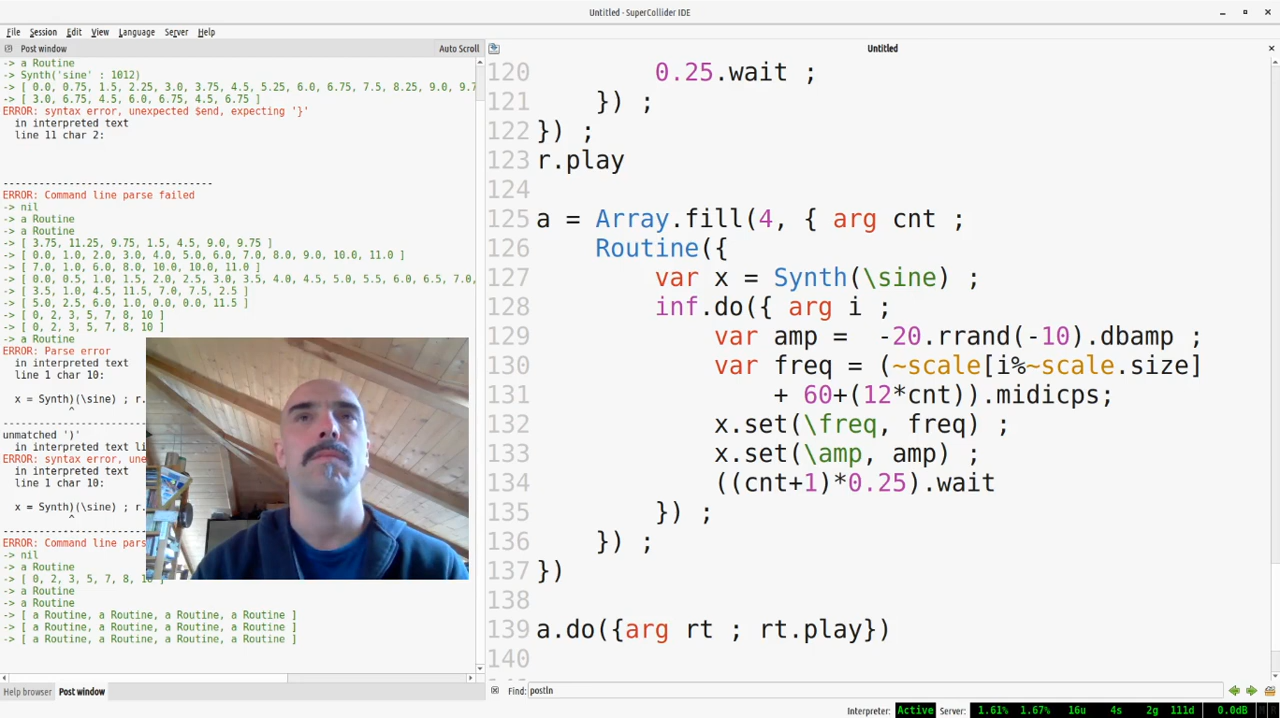 Untitled - SuperCollider IDE
File Session Edit View Language Server Help
Post window Auto Scroll
-> a Routine
-> Synth('sine' : 1012)
-> [ 0.0, 0.75, 1.5, 2.25, 3.0, 3.75, 4.5, 5.25, 6.0, 6.75, 7.5, 8.25, 9.0, 9.7
-> [ 3.0, 6.75, 4.5, 6.0, 6.75, 4.5, 6.75 ]
ERROR: syntax error, unexpected $end, expecting '}'
in interpreted text
line 11 char 2:
-----------------------------------
ERROR: Command line parse failed
-> nil
-> a Routine
-> a Routine
-> [ 3.75, 11.25, 9.75, 1.5, 4.5, 9.0, 9.75 ]
-> [ 0.0, 1.0, 2.0, 3.0, 4.0, 5.0, 6.0, 7.0, 8.0, 9.0, 10.0, 11.0 ]
-> [ 7.0, 1.0, 6.0, 8.0, 10.0, 10.0, 11.0 ]
-> [ 0.0, 0.5, 1.0, 1.5, 2.0, 2.5, 3.0, 3.5, 4.0, 4.5, 5.0, 5.5, 6.0, 6.5, 7.0,
-> [ 3.5, 1.0, 4.5, 11.5, 7.0, 7.5, 2.5 ]
-> [ 5.0, 2.5, 6.0, 1.0, 0.0, 0.0, 11.5 ]
-> [ 0, 2, 3, 5, 7, 8, 10 ]
-> [ 0, 2, 3, 5, 7, 8, 10 ]
-> a Routine
ERROR: Parse error
in interpreted text
line 1 char 10:
x = Synth)(\sine) ; r.
^
unmatched ')'
in interpreted text li
ERROR: syntax error, une
in interpreted text
line 1 char 10:
x = Synth)(\sine) ; r.
^
ERROR: Command line pars
-> nil
-> [ 0, 2, 3, 5, 7, 8, 10 ]
-> a Routine
-> a Routine
-> [ a Routine, a Routine, a Routine, a Routine ]
-> [ a Routine, a Routine, a Routine, a Routine ]
-> [ a Routine, a Routine, a Routine, a Routine ]
Help browser Post window
Untitled
120 0.25.wait ;
121 }) ;
122 }) ;
123 r.play
124
125 a = Array.fill(4, { arg cnt ;
126 Routine({
127 var x = Synth(\sine) ;
128 inf.do({ arg i ;
129 var amp = -20.rrand(-10).dbamp ;
130 var freq = (~scale[i%~scale.size]
131 + 60+(12*cnt)).midicps;
132 x.set(\freq, freq) ;
133 x.set(\amp, amp) ;
134 ((cnt+1)*0.25).wait
135 }) ;
136 }) ;
137 })
138
139 a.do({arg rt ; rt.play})
140
Find: postln
Interpreter: Active Server: 1.61% 1.67% 16u 4s 2g 111d 0.0dB